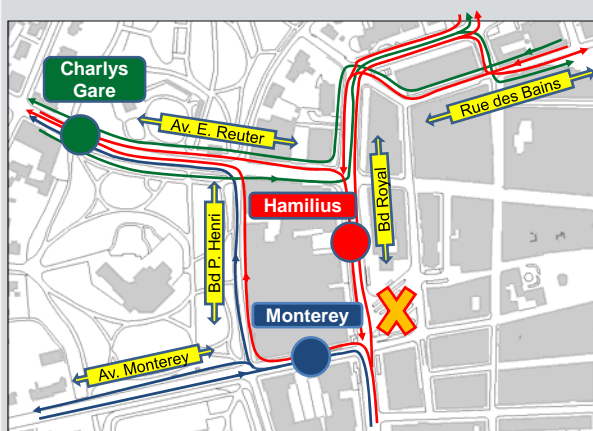 Charlys
Gare
Av. E. Reuter
Rue des Bains
Bd Royal
Hamilius
Bd P. Henri
Monterey
Av. Monterey